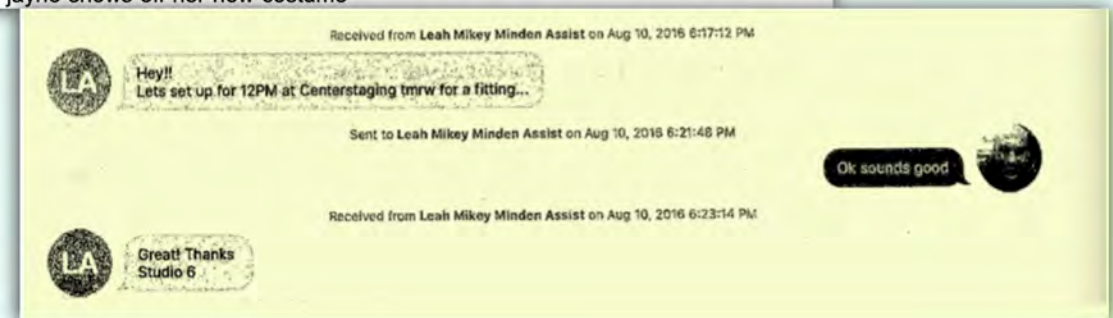 jayne shows off her new costume
Received from Leah Mikey Minden Assist on Aug 10, 2016 6:17:12 PM
LA
Hey!!
Lets set up for 12PM at Centerstaging tmrw for a fitting...
Sent to Leah Mikey Minden Assist on Aug 10, 2016 6:21:48 PM
Ok sounds good
Received from Leah Mikey Minden Assist on Aug 10, 2016 6:23:14 PM
LA
Great! Thanks
Studio 6